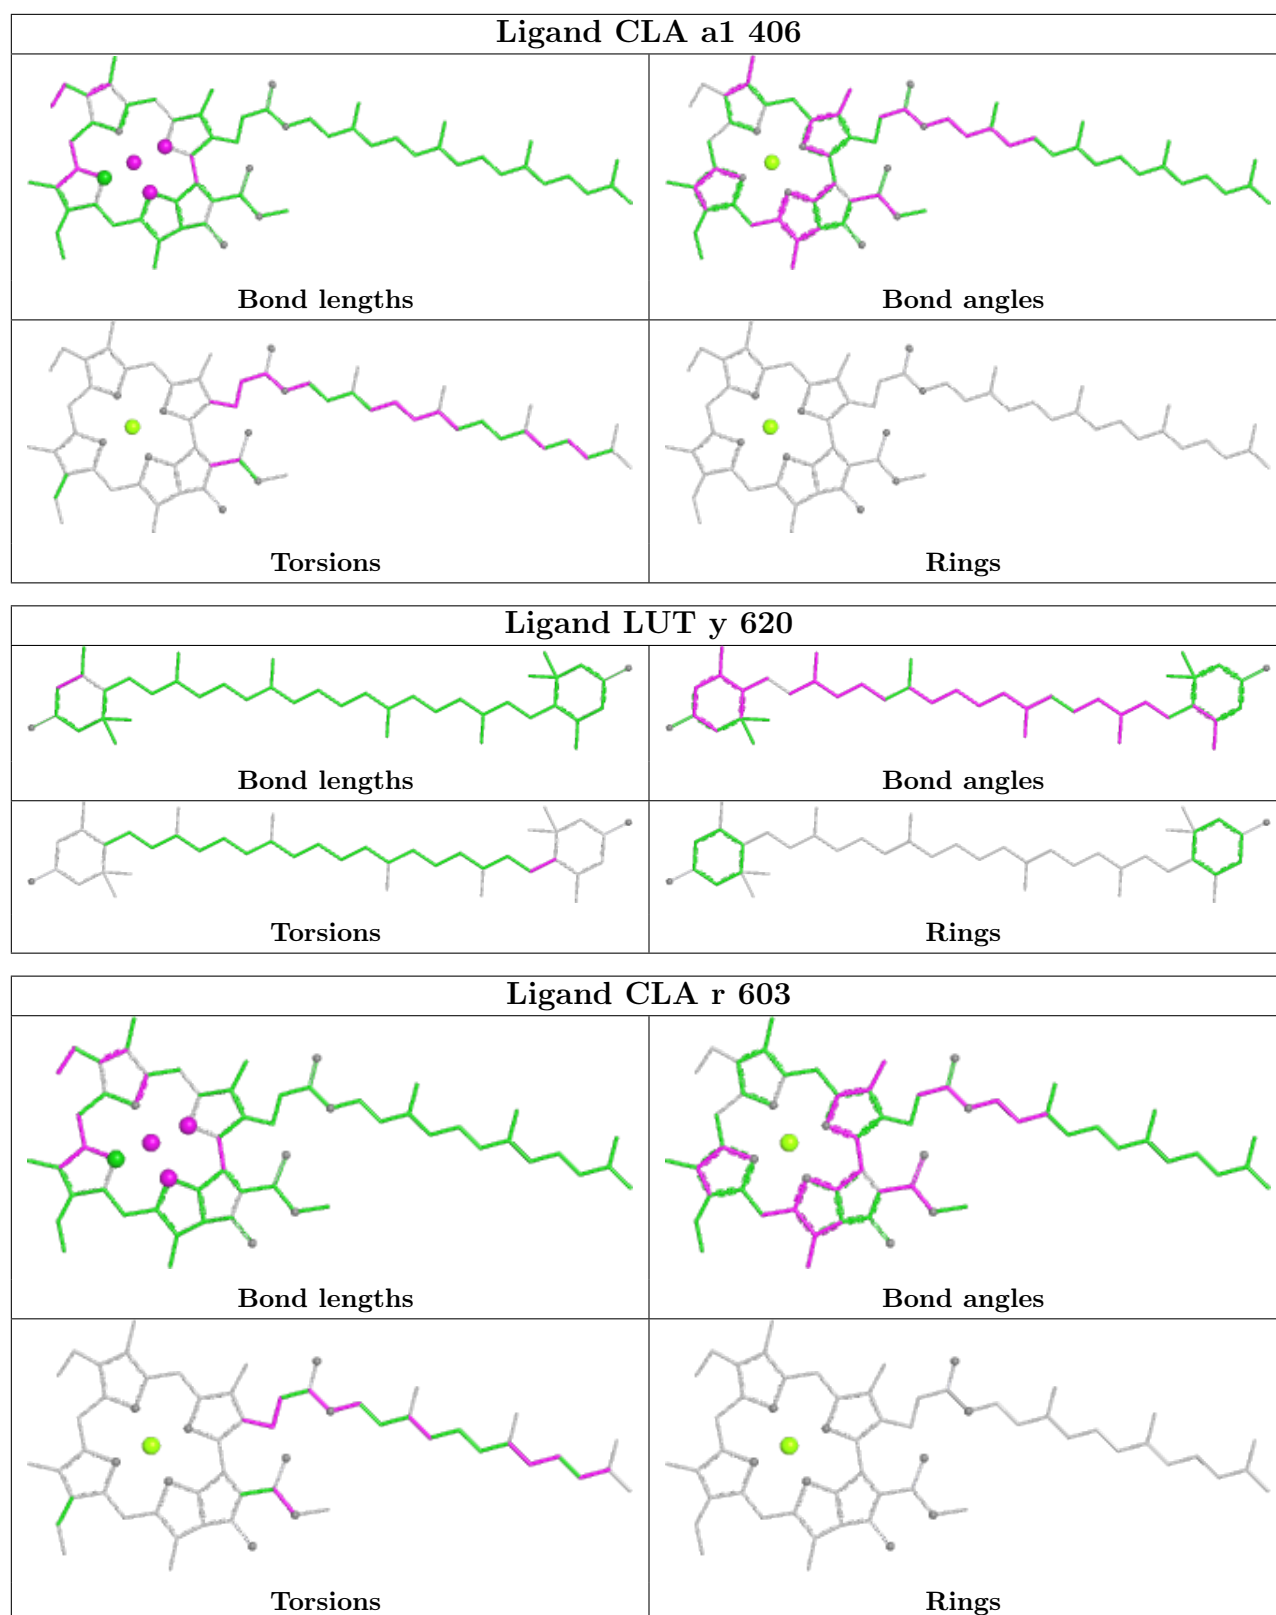 Ligand CLA a1 406
Bond lengths
Bond angles
Torsions
Rings
Ligand LUT y 620
Bond lengths
Bond angles
Torsions
Rings
Ligand CLA r 603
Bond lengths
Bond angles
Torsions
Rings